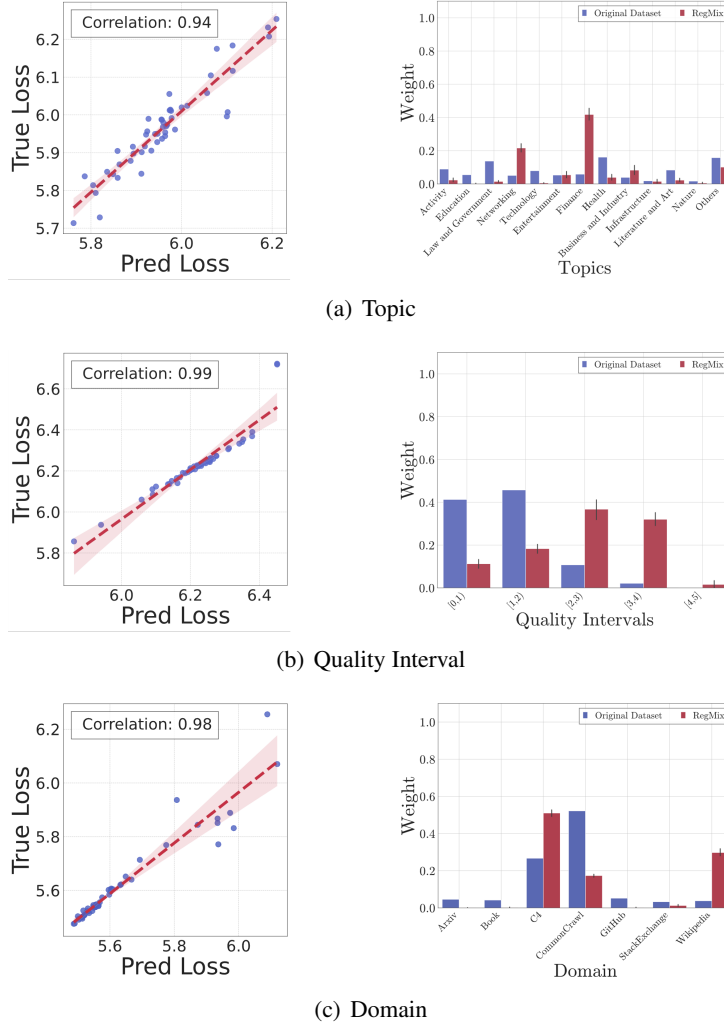 Correlation: 0.94
True Loss
6.2
6.1
6.0
5.9
5.8
5.7
5.8 6.0 6.2
Pred Loss
Original Dataset RegMix
Weight
1.0
0.8
0.6
0.4
0.2
0.0
Activity
Education
Law and Government
Networking
Technology
Entertainment
Finance
Health
Business and Industry
Infrastructure
Literature and Art
Nature
Others
Topics
(a) Topic
Correlation: 0.99
True Loss
6.6
6.4
6.2
6.0
5.8
6.0 6.2 6.4
Pred Loss
Original Dataset RegMix
Weight
1.0
0.8
0.6
0.4
0.2
0.0
[0,1)
[1,2)
[2,3)
[3,4)
[4,5]
Quality Intervals
(b) Quality Interval
Correlation: 0.98
True Loss
6.2
6.0
5.8
5.6
5.6 5.8 6.0
Pred Loss
Original Dataset RegMix
Weight
1.0
0.8
0.6
0.4
0.2
0.0
Arxiv
Book
C4
CommonCrawl
GitHub
StackExchange
Wikipedia
Domain
(c) Domain